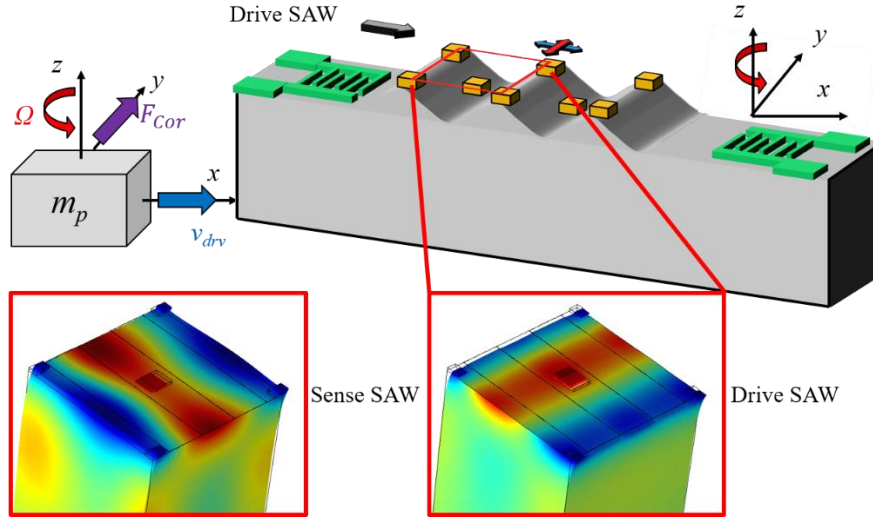 Drive SAW
z
y
Ω
F_Cor
m_p
x
v_drv
z
y
x
Sense SAW
Drive SAW